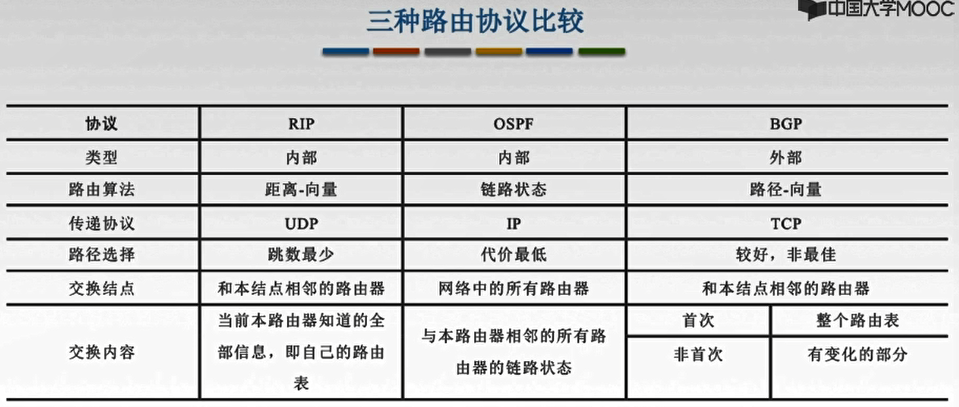 中国大学MOOC
三种路由协议比较
协议 RIP OSPF BGP
类型 内部 内部 外部
路由算法 距离-向量 链路状态 路径-向量
传递协议 UDP IP TCP
路径选择 跳数最少 代价最低 较好，非最佳
交换结点 和本结点相邻的路由器 网络中的所有路由器 和本结点相邻的路由器
交换内容
当前本路由器知道的全
部信息，即自己的路由
表
与本路由器相邻的所有路
由器的链路状态
首次 整个路由表
非首次 有变化的部分